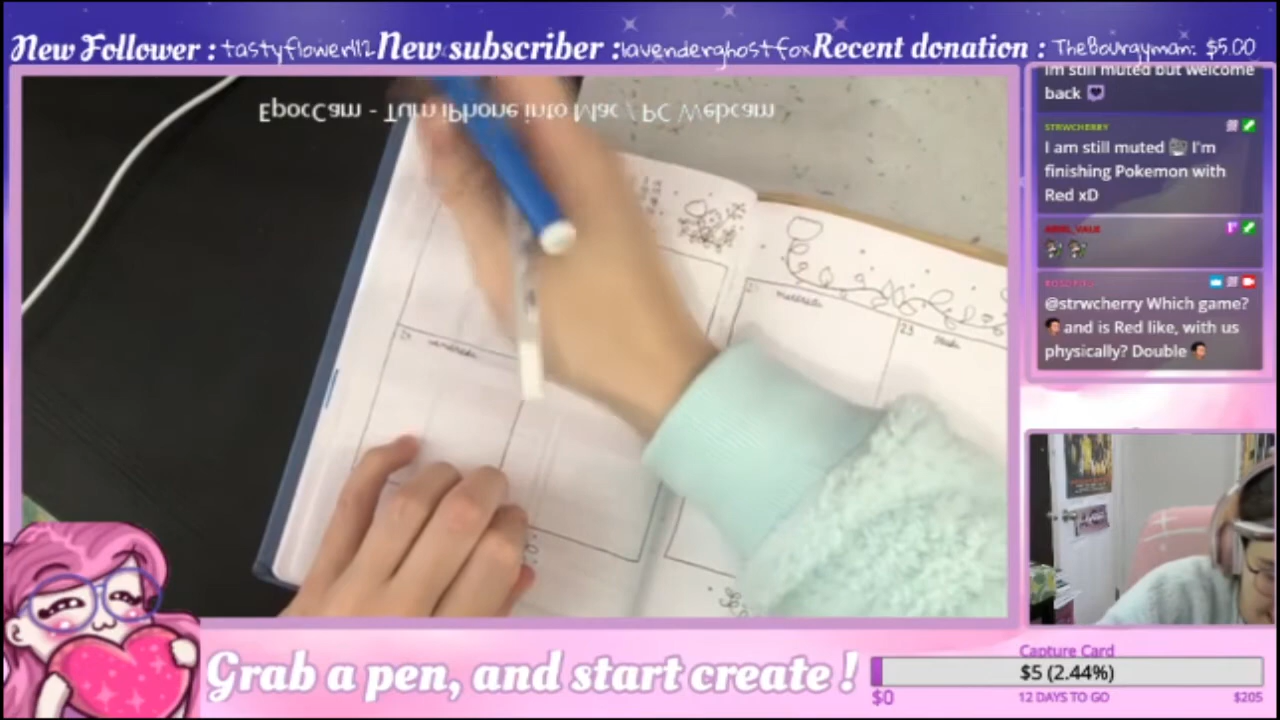 New Follower : tastyflower112 New subscriber : lavenderghostfox Recent donation : TheBourgyman: $5.00
EpocCam - Turn iPhone into Mac / PC Webcam
Im still muted but welcome
back
STRWCHERRY
I am still muted I'm
finishing Pokemon with
Red xD
@strwcherry Which game?
and is Red like, with us
physically? Double
23
Grab a pen, and start create !
Capture Card
$5 (2.44%)
$0 12 DAYS TO GO $205